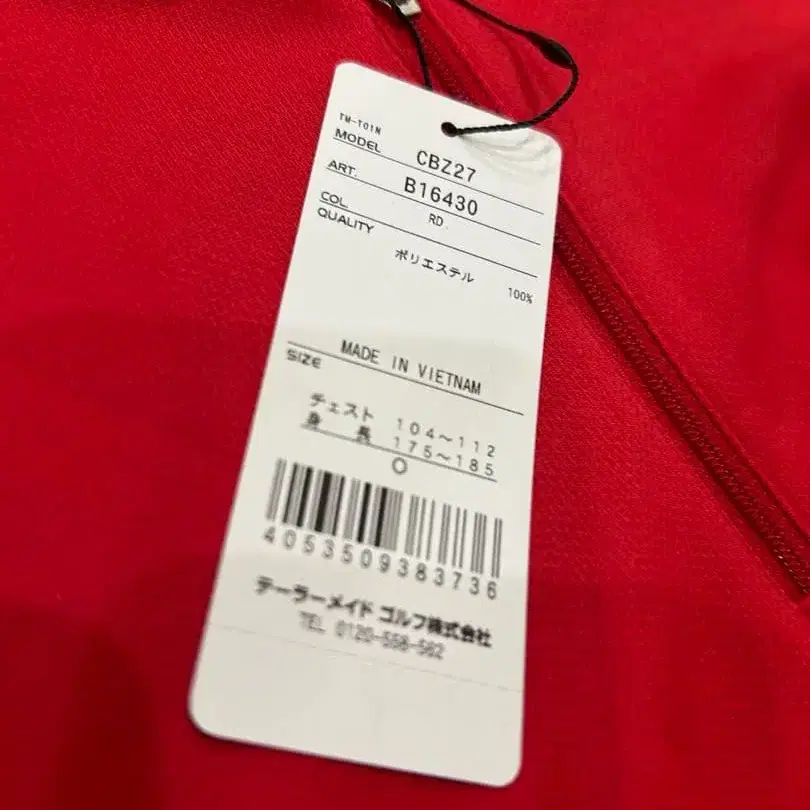 TM-T01N
MODEL CBZ27
ART. B16430
COL. RD
QUALITY
ポリエステル
100%
MADE IN VIETNAM
SIZE
チェスト 104~112
身長 175~185
O
4053509383736
テーラーメイド ゴルフ株式会社
TEL 0120-558-562